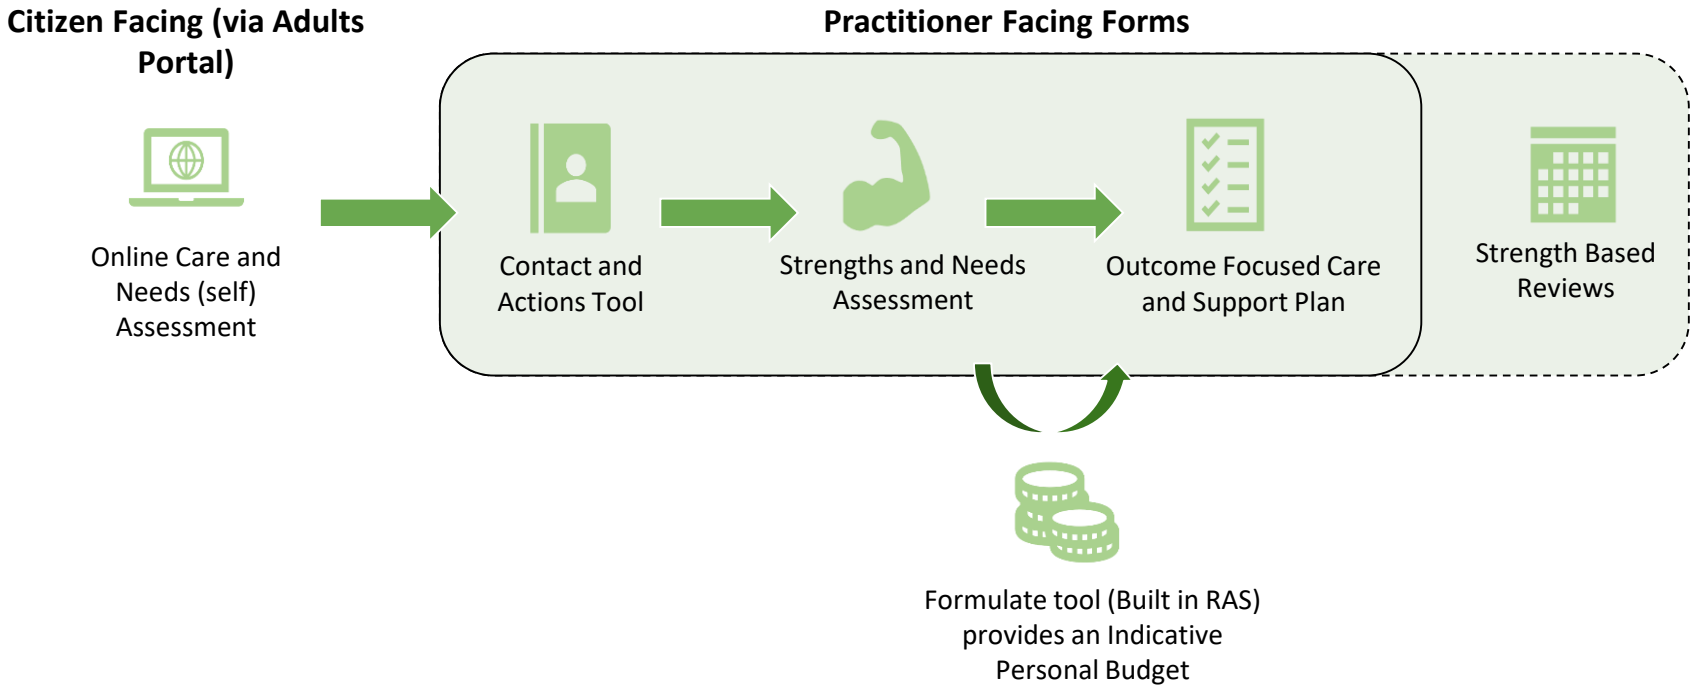 Citizen Facing (via Adults
Portal)
Practitioner Facing Forms
Online Care and
Needs (self)
Assessment
Contact and
Actions Tool
Strengths and Needs
Assessment
Outcome Focused Care
and Support Plan
Strength Based
Reviews
Formulate tool (Built in RAS)
provides an Indicative
Personal Budget